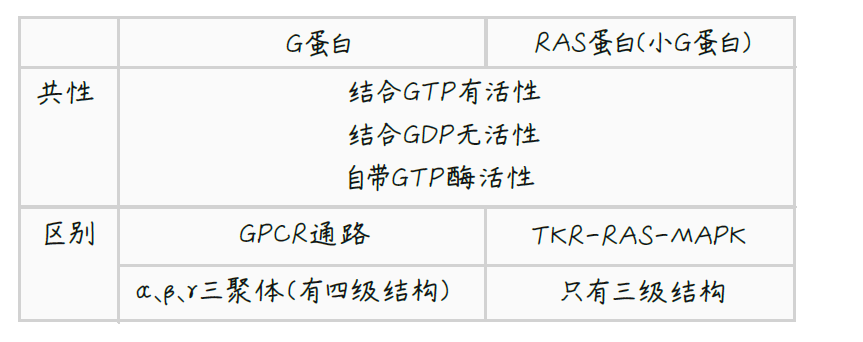 G蛋白 RAS蛋白(小G蛋白)
共性 结合GTP有活性
结合GDP无活性
自带GTP酶活性
区别 GPCR通路 TKR-RAS-MAPK
α、β、γ三聚体(有四级结构) 只有三级结构